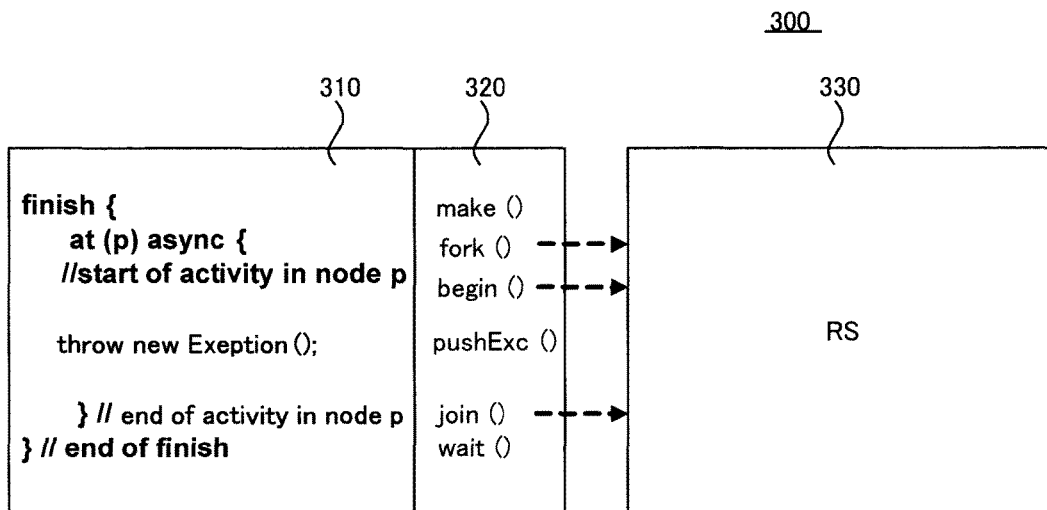 300
310 320 330
finish {
make ()
at (p) async {
fork ()
//start of activity in node p
begin ()
RS
throw new Exeption ();
pushExc ()
} // end of activity in node p
join ()
} // end of finish
wait ()